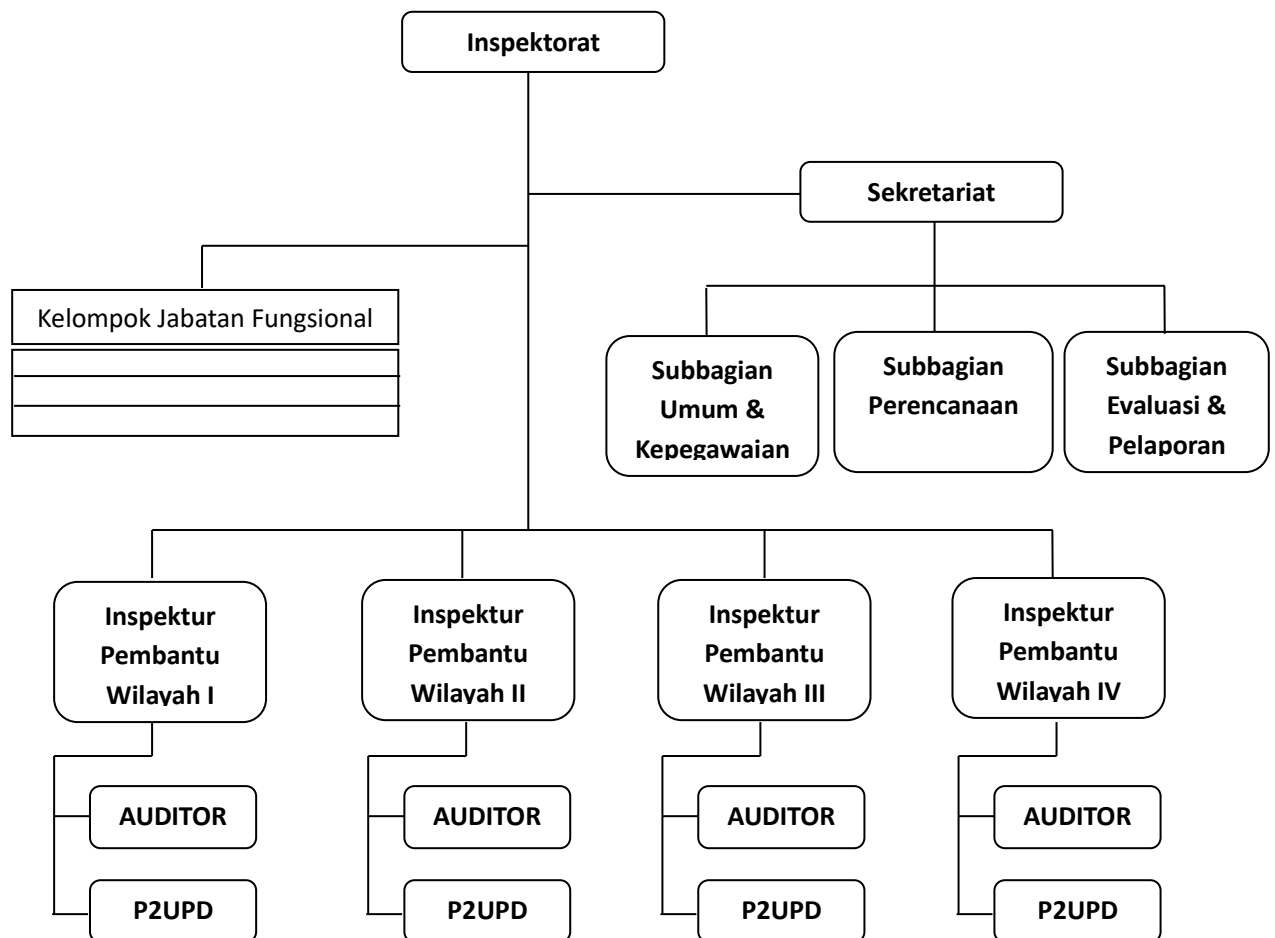 Inspektorat
Sekretariat
Kelompok Jabatan Fungsional
Subbagian
Umum &
Kepegawaian
Subbagian
Perencanaan
Subbagian
Evaluasi &
Pelaporan
Inspektur
Pembantu
Wilayah I
Inspektur
Pembantu
Wilayah II
Inspektur
Pembantu
Wilayah III
Inspektur
Pembantu
Wilayah IV
AUDITOR
AUDITOR
AUDITOR
AUDITOR
P2UPD
P2UPD
P2UPD
P2UPD